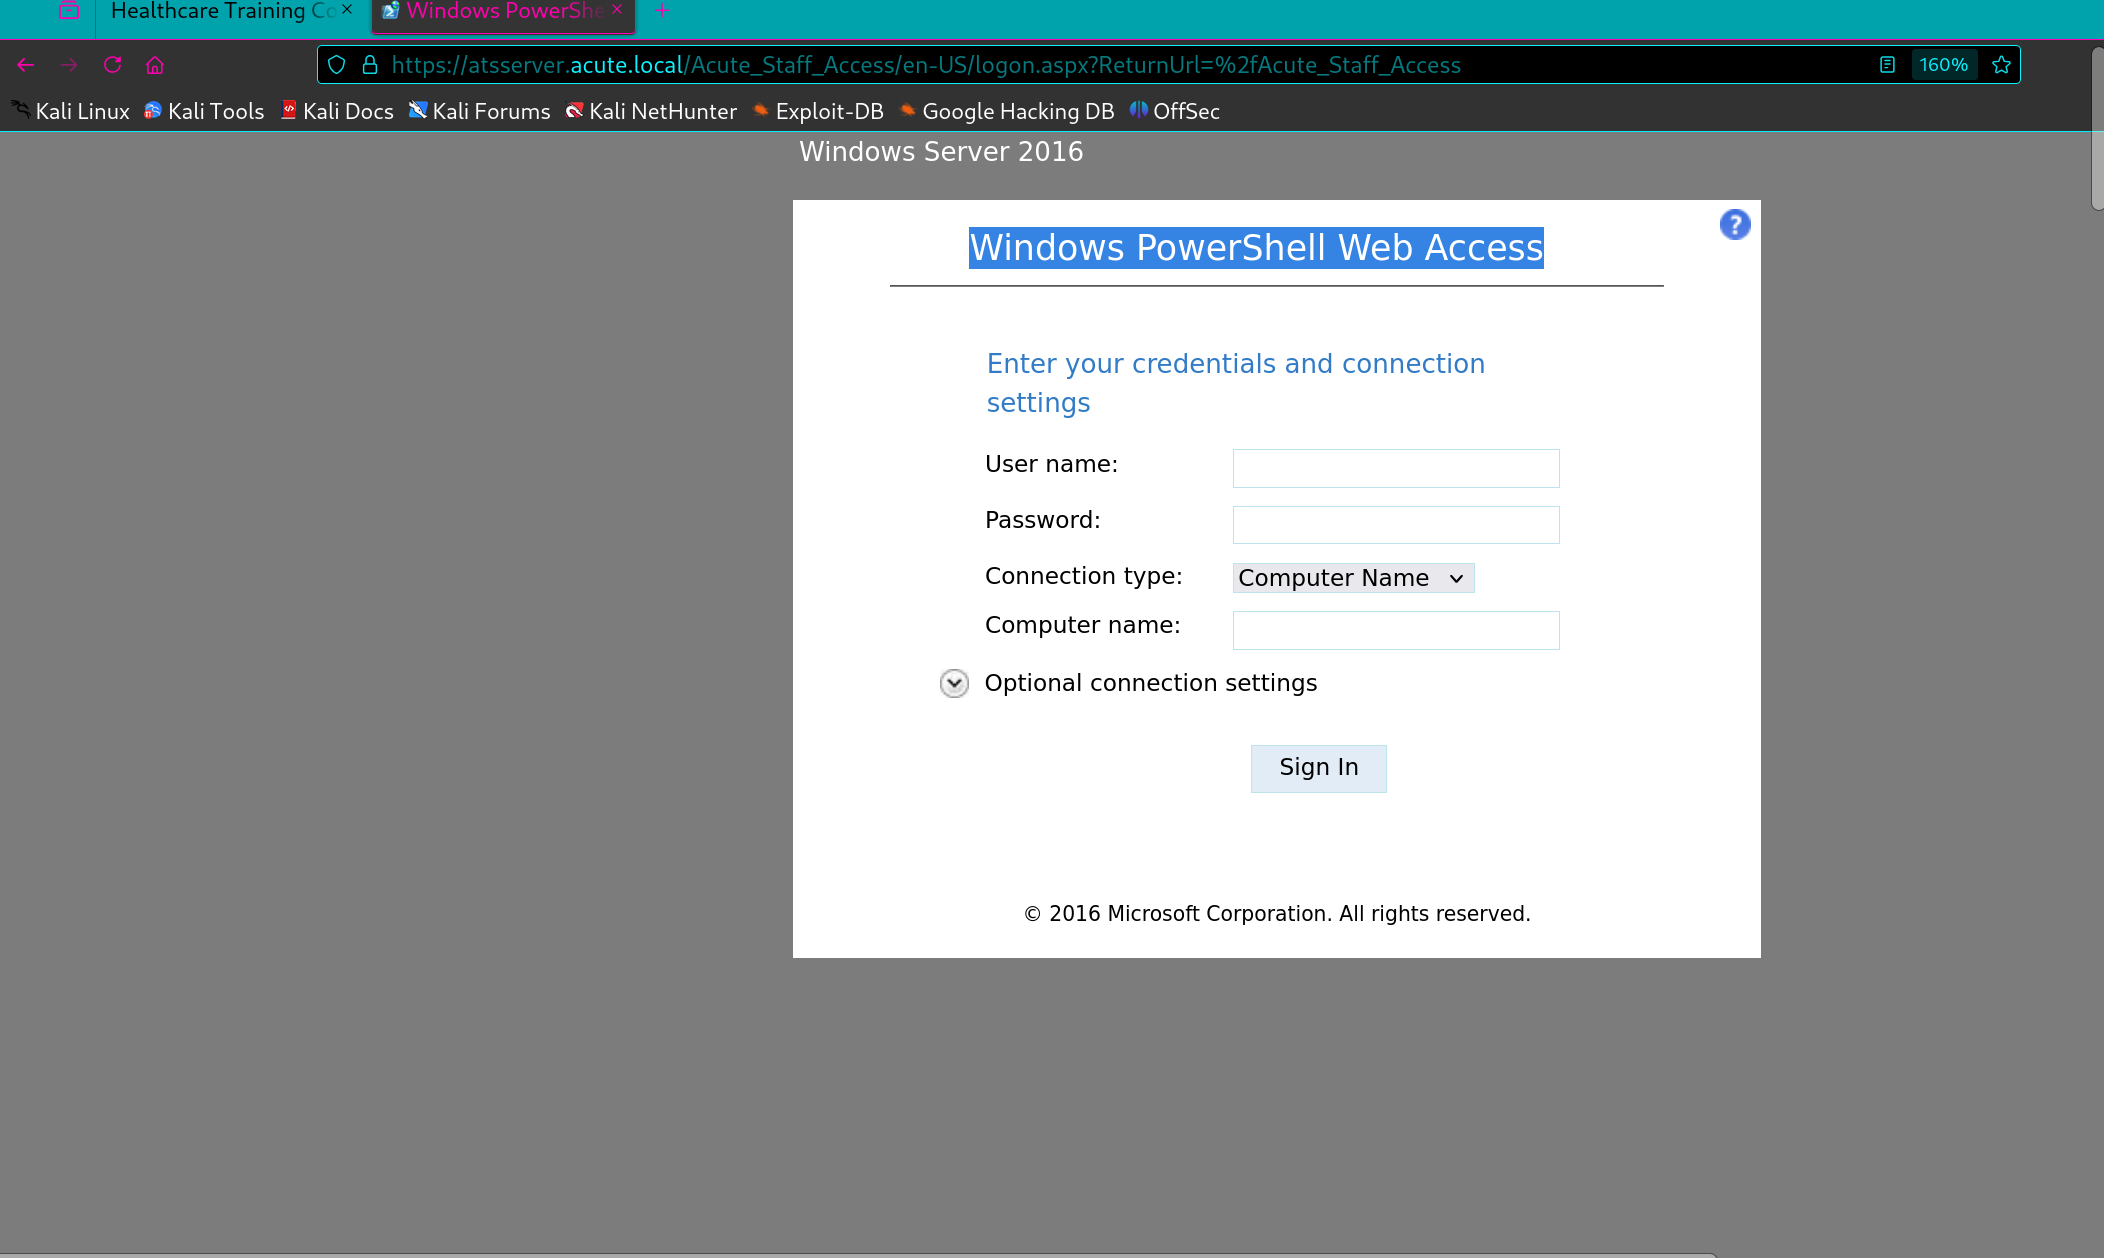 Healthcare Training Co
Windows PowerShe
https://atsserver.acute.local/Acute_Staff_Access/en-US/logon.aspx?ReturnUrl=%2fAcute_Staff_Access
160%
Kali Linux Kali Tools Kali Docs Kali Forums Kali NetHunter Exploit-DB Google Hacking DB OffSec
Windows Server 2016
Windows PowerShell Web Access
?
Enter your credentials and connection
settings
User name:
Password:
Connection type: Computer Name
Computer name:
Optional connection settings
Sign In
© 2016 Microsoft Corporation. All rights reserved.